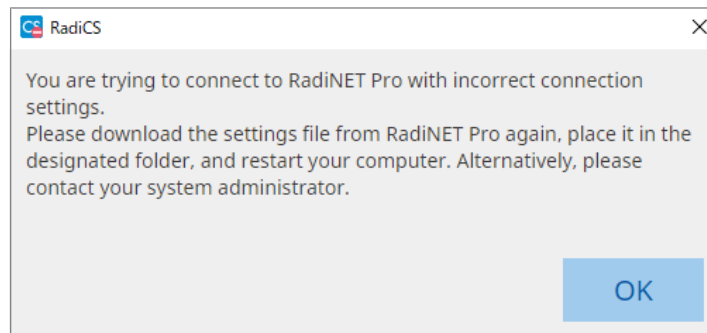 CS RadiCS
You are trying to connect to RadiNET Pro with incorrect connection
settings.
Please download the settings file from RadiNET Pro again, place it in the
designated folder, and restart your computer. Alternatively, please
contact your system administrator.
OK